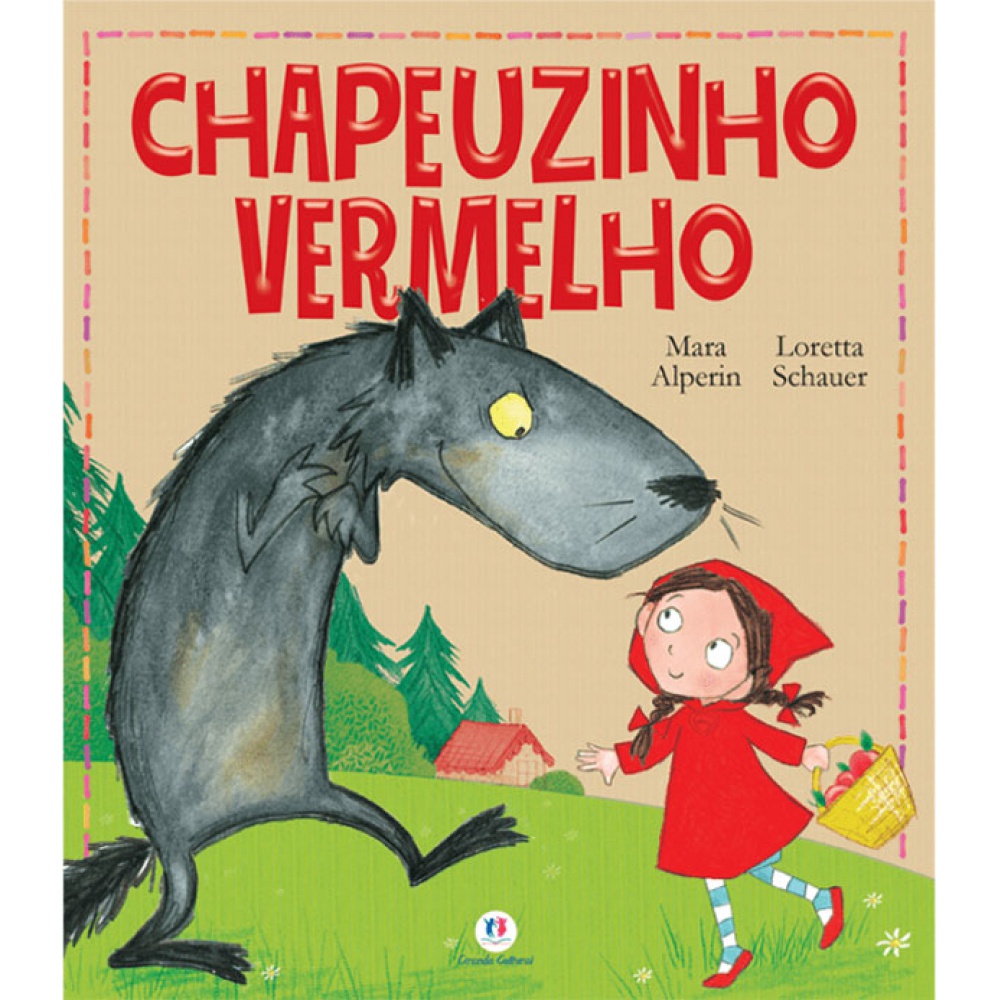 CHAPEUZINHO
VERMELHO
Mara Alperin
Loretta Schauer
Ciranda Cultural